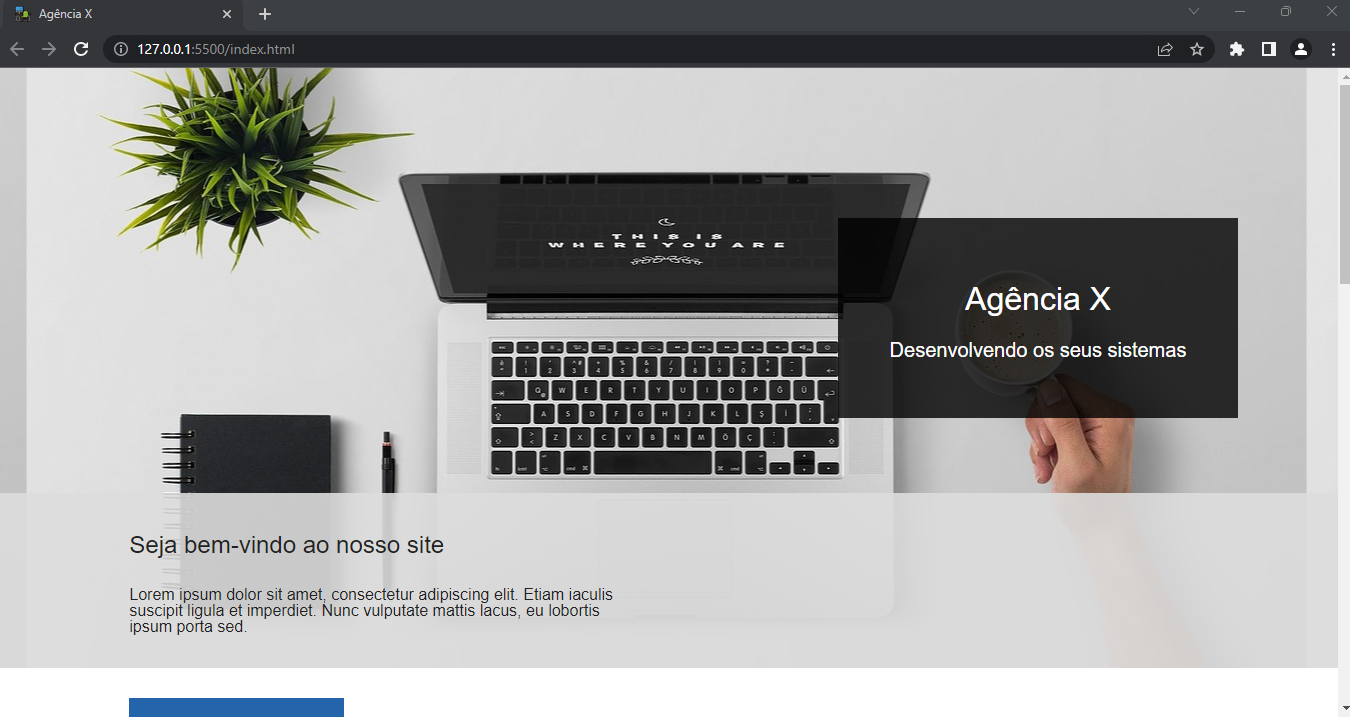 Agência X
127.0.0.1:5500/index.html
THIS IS
WHERE YOU ARE
Agência X
Desenvolvendo os seus sistemas
Seja bem-vindo ao nosso site
Lorem ipsum dolor sit amet, consectetur adipiscing elit. Etiam iaculis
suscipit ligula et imperdiet. Nunc vulputate mattis lacus, eu lobortis
ipsum porta sed.